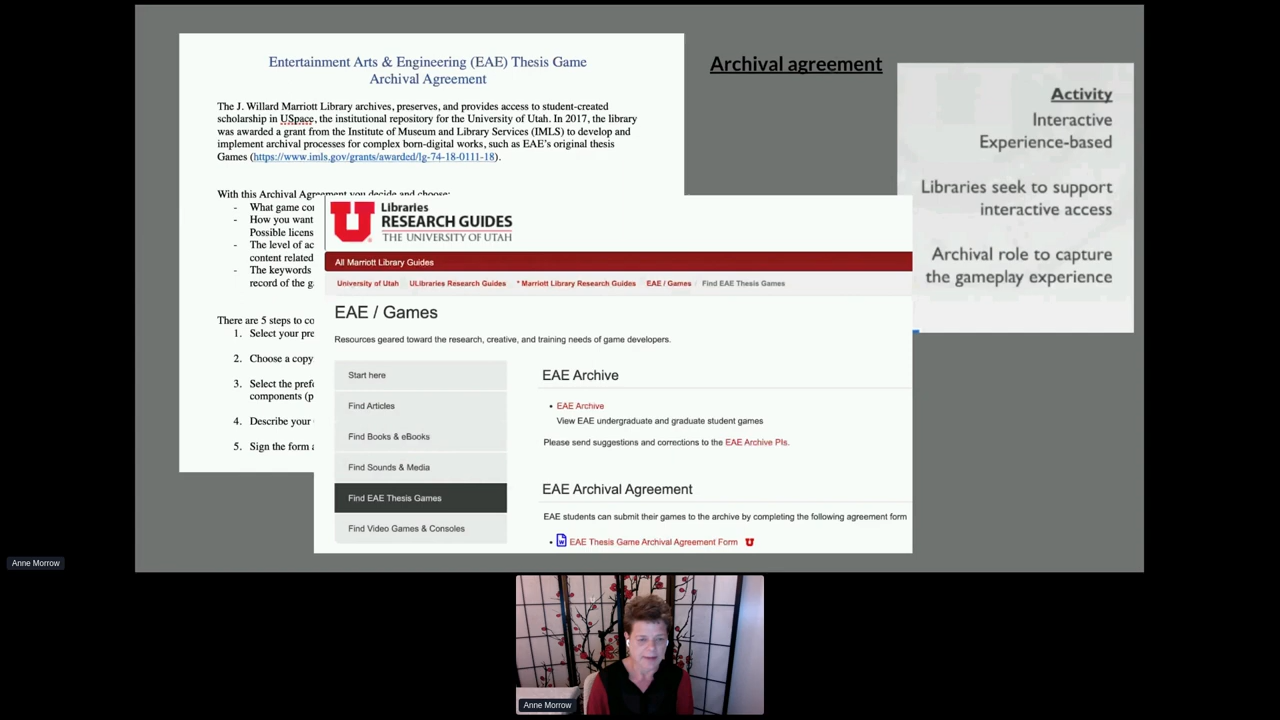 Entertainment Arts & Engineering (EAE) Thesis Game
Archival Agreement
The J. Willard Marriott Library archives, preserves, and provides access to student-created
scholarship in USpace, the institutional repository for the University of Utah. In 2017, the library
was awarded a grant from the Institute of Museum and Library Services (IMLS) to develop and
implement archival processes for complex born-digital works, such as EAE's original thesis
Games (https://www.imls.gov/grants/awarded/lg-74-18-0111-18).
With this Archival Agreement you decide and choose:
- What game co
- How you want
Possible licens
- The level of ac
content related
- The keywords
record of the g
There are 5 steps to co
1. Select your pre
2. Choose a copy
3. Select the pref
components (p
4. Describe your
5. Sign the form a
Archival agreement
Activity
Interactive
Experience-based
Libraries seek to support
interactive access
Archival role to capture
the gameplay experience
U Libraries
RESEARCH GUIDES
THE UNIVERSITY OF UTAH
All Marriott Library Guides
University of Utah ULibraries Research Guides * Marriott Library Research Guides EAE / Games / Find EAE Thesis Games
EAE / Games
Resources geared toward the research, creative, and training needs of game developers.
Start here
Find Articles
Find Books & eBooks
Find Sounds & Media
Find EAE Thesis Games
Find Video Games & Consoles
EAE Archive
• EAE Archive
View EAE undergraduate and graduate student games
Please send suggestions and corrections to the EAE Archive PIs.
EAE Archival Agreement
EAE students can submit their games to the archive by completing the following agreement form
• EAE Thesis Game Archival Agreement Form U
Anne Morrow
Anne Morrow